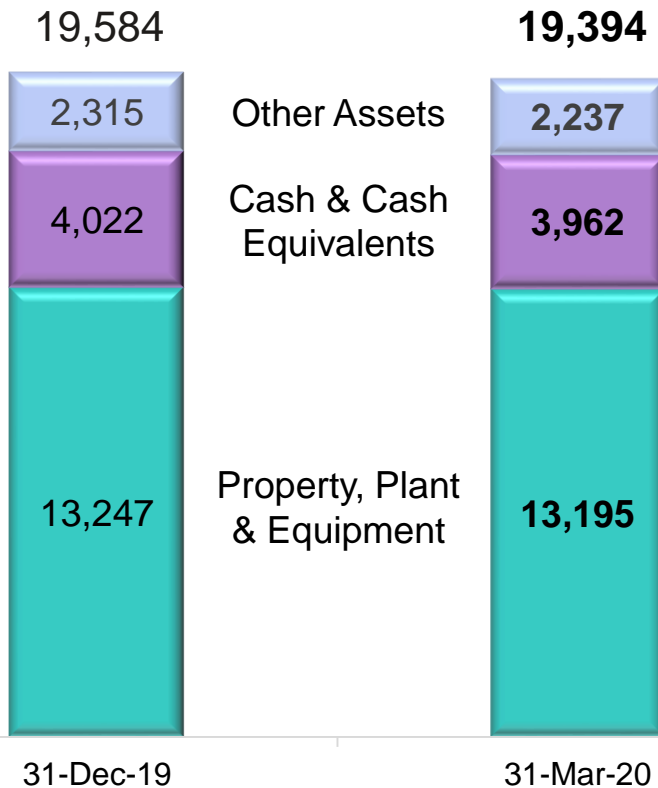 19,584
19,394
2,315
Other Assets
2,237
4,022
Cash & Cash
Equivalents
3,962
13,247
Property, Plant
& Equipment
13,195
31-Dec-19
31-Mar-20